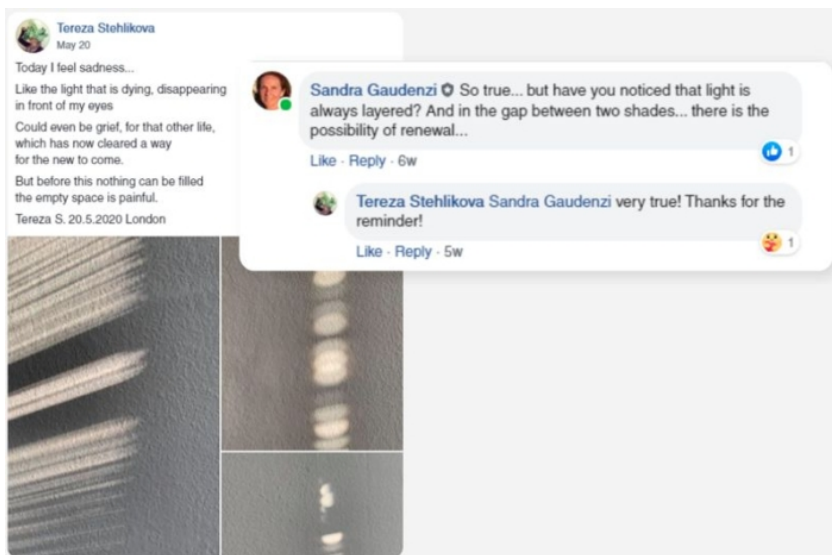 Tereza Stehlikova
May 20
Today I feel sadness...
Like the light that is dying, disappearing
in front of my eyes
Could even be grief, for that other life,
which has now cleared a way
for the new to come.
But before this nothing can be filled
the empty space is painful.
Tereza S. 20.5.2020 London
Sandra Gaudenzi So true... but have you noticed that light is
always layered? And in the gap between two shades... there is the
possibility of renewal...
1
Like · Reply · 6w
Tereza Stehlikova Sandra Gaudenzi very true! Thanks for the
reminder!
1
Like · Reply · 5w